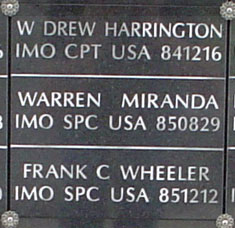 W DREW HARRINGTON
IMO CPT USA 841216
WARREN MIRANDA
IMO SPC USA 850829
FRANK C WHEELER
IMO SPC USA 851212